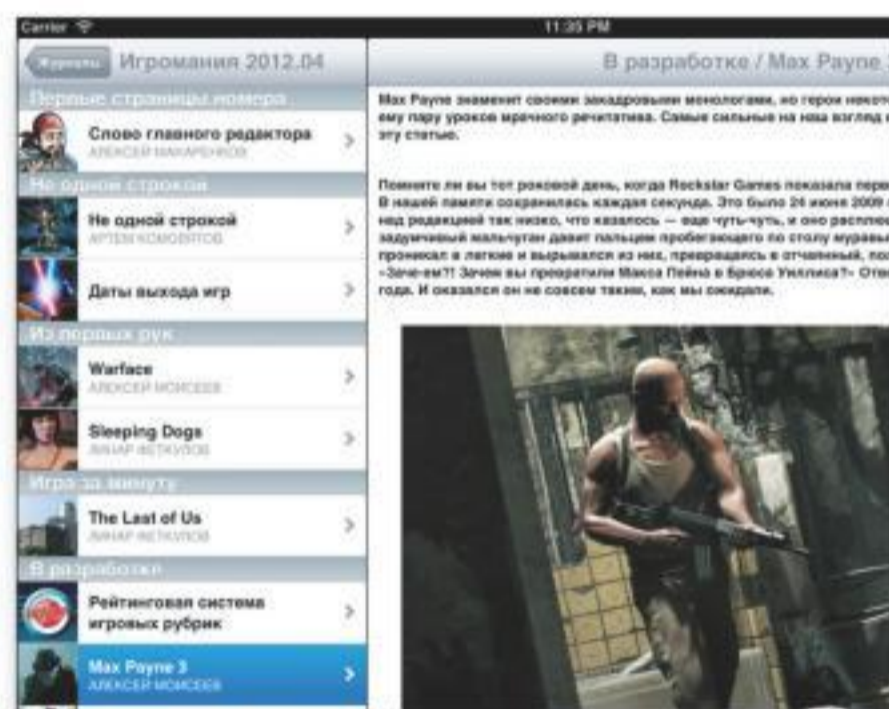 Carrier
11:35 PM
Журналы
Игромания 2012.04
В разработке / Max Payne
Первые страницы номера
Слово главного редактора
АЛЕКСЕЙ МАКАРЕНКОВ
Не одной строкой
Не одной строкой
АРТЕМ КОМОЛЯТОВ
Даты выхода игр
Из первых рук
Warface
АЛЕКСЕЙ МОИСЕЕВ
Sleeping Dogs
ЛИНАР ФЕТКУЛОВ
Игра за минуту
The Last of Us
ЛИНАР ФЕТКУЛОВ
В разработке
Рейтинговая система
игровых рубрик
Max Payne 3
АЛЕКСЕЙ МОИСЕЕВ
Max Payne знаменит своими закадровыми монологами, но герои
ему пару уроков мрачного речитатива. Самые сильные на наш взгляд
эту статью.
Помните ли вы тот роковой день, когда Rockstar Games показала
В нашей памяти сохранилась каждая секунда. Это было 24 июня 2009
над редакцией так низко, что казалось — еще чуть-чуть, и оно
задумчивый мальчуган давит пальцем пробегающего по столу
проникал в легкие и вырывался из них, превращаясь в отчаянный,
«Заче-ем?! Зачем вы превратили Макса Пейна в Брюса Уиллиса?»
года. И оказался он не совсем таким, как мы ожидали.